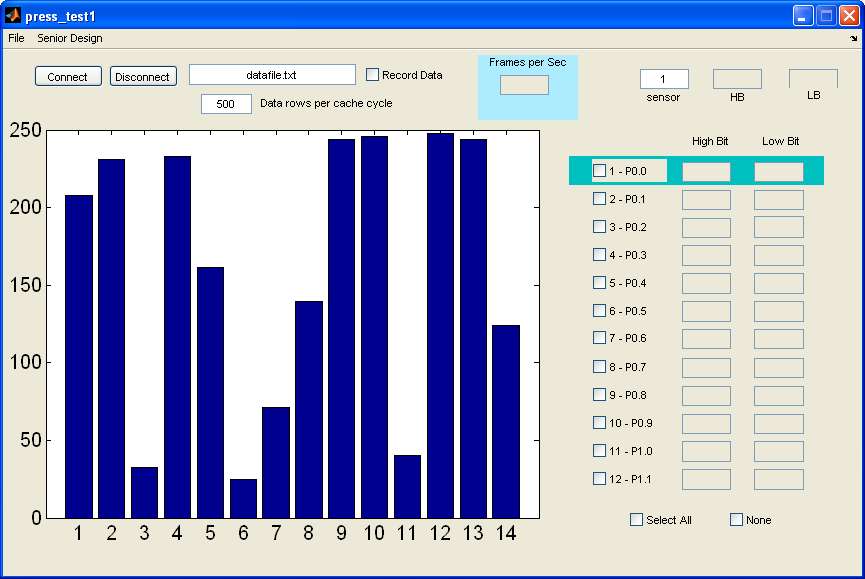 press_test1
File Senior Design
Connect Disconnect datafile.txt Record Data
500 Data rows per cache cycle
Frames per Sec
1
sensor HB LB
250
200
150
100
50
0
1 2 3 4 5 6 7 8 9 10 11 12 13 14
High Bit Low Bit
1 - P0.0
2 - P0.1
3 - P0.2
4 - P0.3
5 - P0.4
6 - P0.5
7 - P0.6
8 - P0.7
9 - P0.8
10 - P0.9
11 - P1.0
12 - P1.1
Select All None